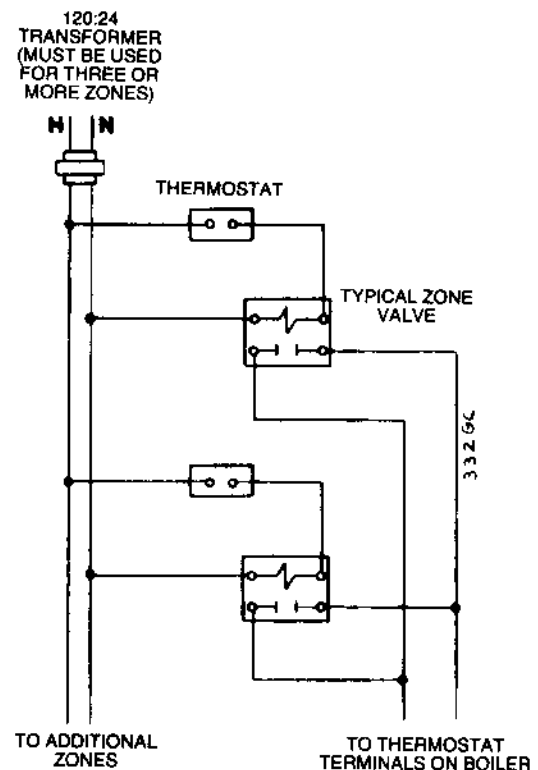 120:24
TRANSFORMER
(MUST BE USED
FOR THREE OR
MORE ZONES)
H N
THERMOSTAT
TYPICAL ZONE
VALVE
332GC
TO ADDITIONAL
ZONES
TO THERMOSTAT
TERMINALS ON BOILER